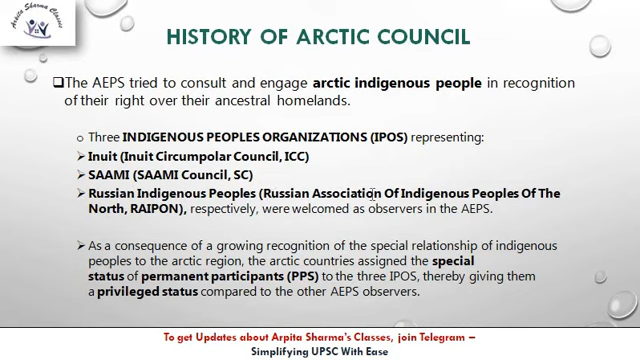 Arpita Sharma Classes
HISTORY OF ARCTIC COUNCIL
❑The AEPS tried to consult and engage arctic indigenous people in recognition
of their right over their ancestral homelands.
o Three INDIGENOUS PEOPLES ORGANIZATIONS (IPOS) representing:
➢Inuit (Inuit Circumpolar Council, ICC)
➢SAAMI (SAAMI Council, SC)
➢Russian Indigenous Peoples (Russian Association Of Indigenous Peoples Of The
North, RAIPON), respectively, were welcomed as observers in the AEPS.
➢As a consequence of a growing recognition of the special relationship of indigenous
peoples to the arctic region, the arctic countries assigned the special
status of permanent participants (PPS) to the three IPOS, thereby giving them
a privileged status compared to the other AEPS observers.
To get Updates about Arpita Sharma's Classes, join Telegram –
Simplifying UPSC With Ease